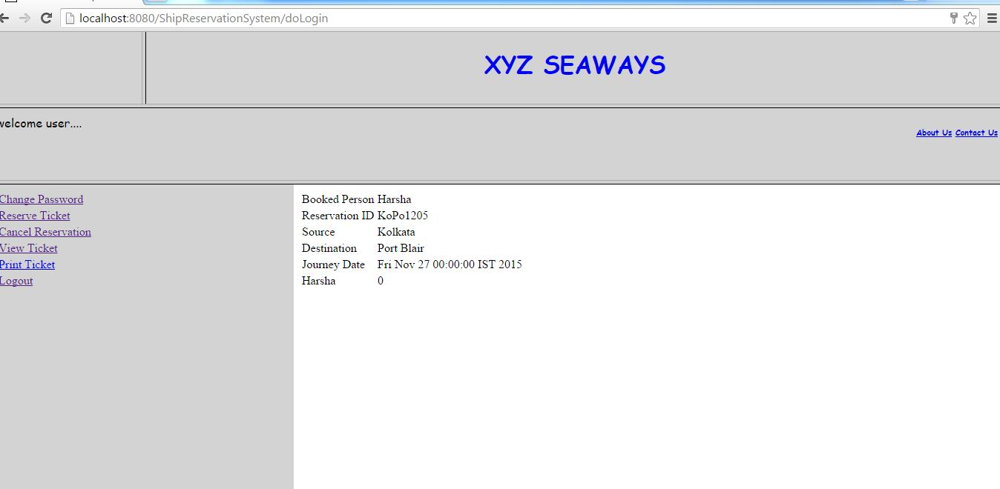 localhost:8080/ShipReservationSystem/doLogin
XYZ SEAWAYS
welcome user....
About Us Contact Us
Change Password
Reserve Ticket
Cancel Reservation
View Ticket
Print Ticket
Logout
Booked Person Harsha
Reservation ID KoPo1205
Source Kolkata
Destination Port Blair
Journey Date Fri Nov 27 00:00:00 IST 2015
Harsha 0